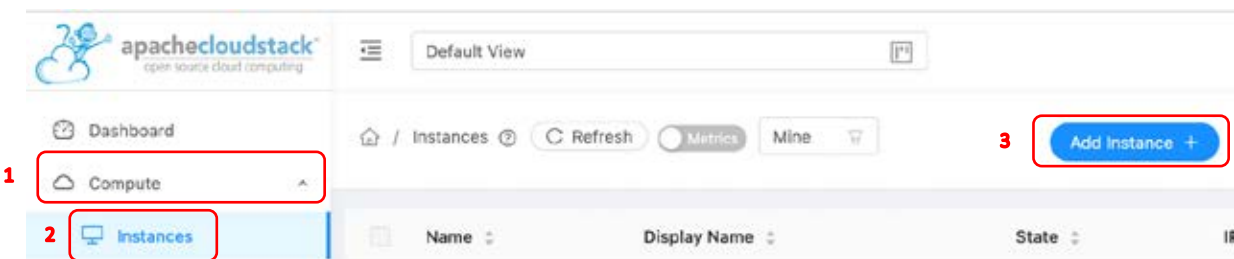 apachecloudstack
open source cloud computing
Default View
Dashboard
Instances
Refresh
Metrics
Mine
3
Add Instance +
1
Compute
2
Instances
Name
Display Name
State